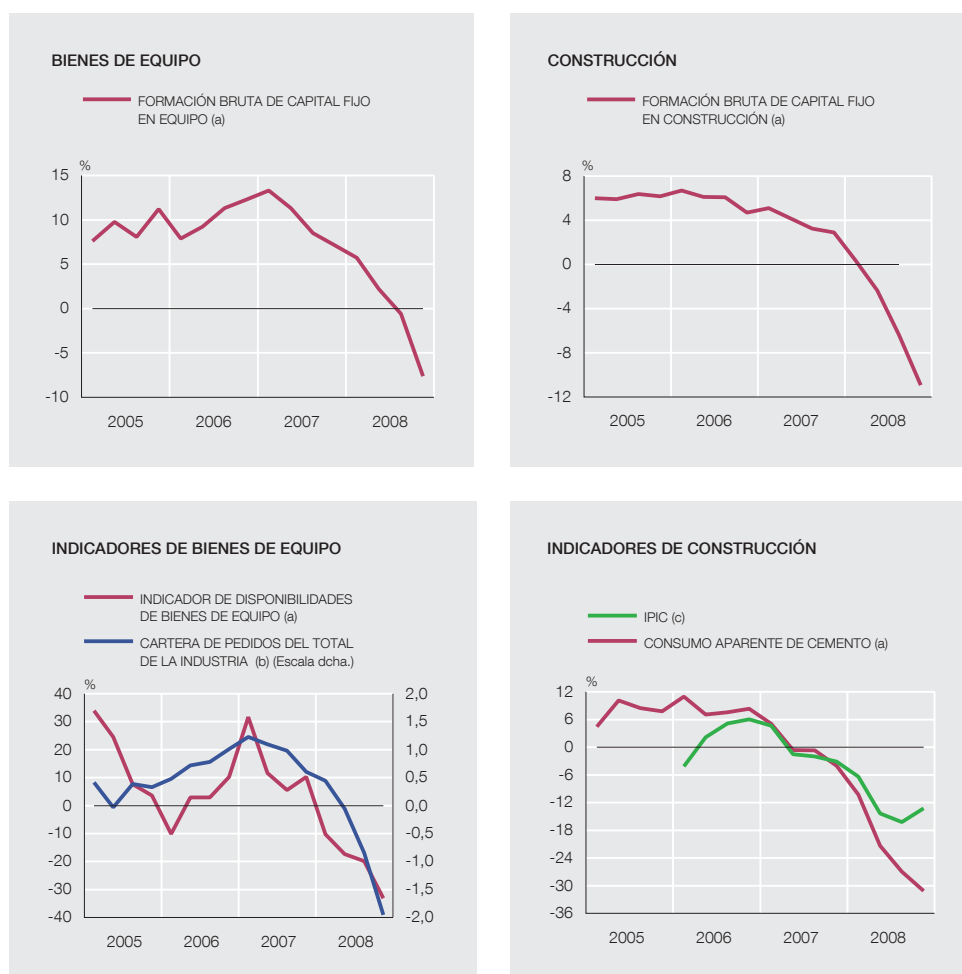 BIENES DE EQUIPO
FORMACIÓN BRUTA DE CAPITAL FIJO
EN EQUIPO (a)
%
15
10
5
0
-5
-10
2005 2006 2007 2008
CONSTRUCCIÓN
FORMACIÓN BRUTA DE CAPITAL FIJO
EN CONSTRUCCIÓN (a)
%
8
4
0
-4
-8
-12
2005 2006 2007 2008
INDICADORES DE BIENES DE EQUIPO
INDICADOR DE DISPONIBILIDADES
DE BIENES DE EQUIPO (a)
CARTERA DE PEDIDOS DEL TOTAL
DE LA INDUSTRIA (b) (Escala dcha.)
%
40 2,0
30 1,5
20 1,0
10 0,5
0 0,0
-10 -0,5
-20 -1,0
-30 -1,5
-40 -2,0
2005 2006 2007 2008
INDICADORES DE CONSTRUCCIÓN
IPIC (c)
CONSUMO APARENTE DE CEMENTO (a)
%
12
6
0
-6
-12
-18
-24
-30
-36
2005 2006 2007 2008